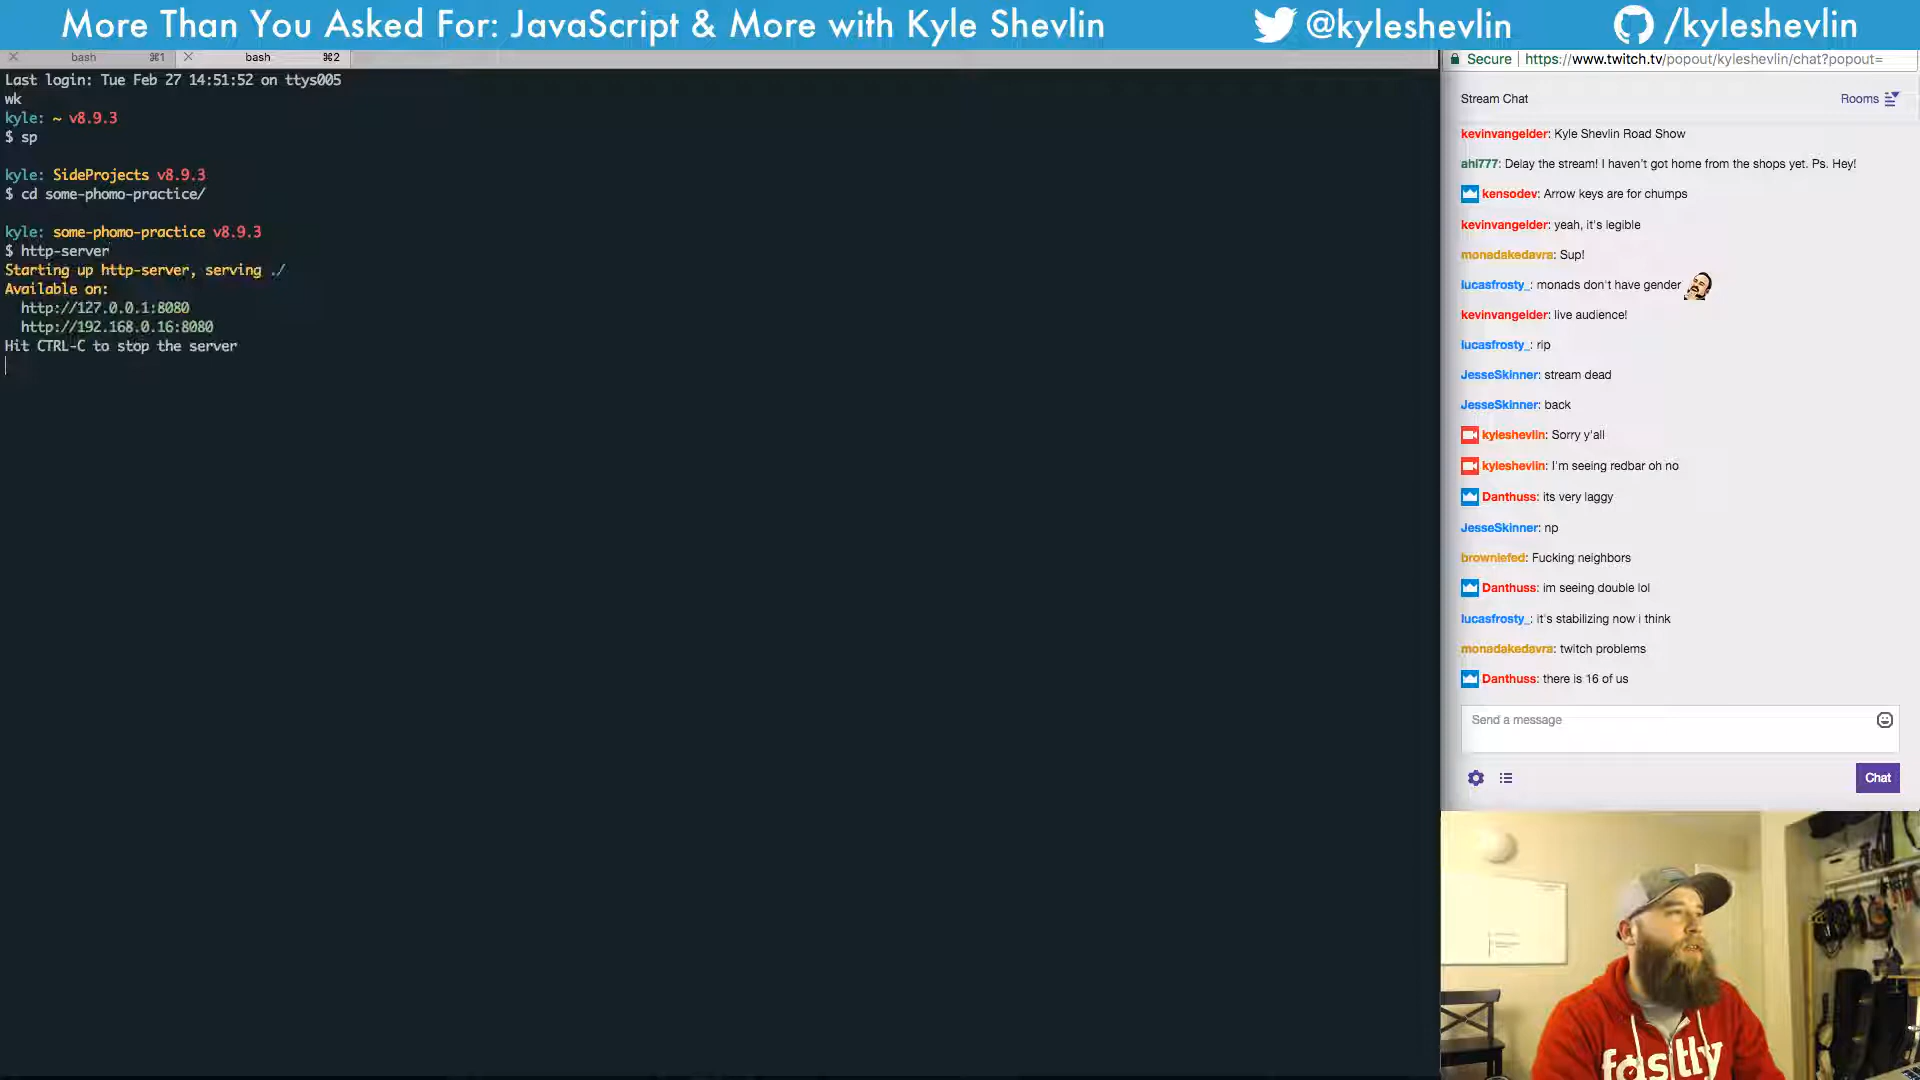 More Than You Asked For: JavaScript & More with Kyle Shevlin
@kyleshevlin
/kyleshevlin
bash ⌘1
bash ⌘2
Last login: Tue Feb 27 14:51:52 on ttys005
wk
kyle: ~ v8.9.3
$ sp
kyle: SideProjects v8.9.3
$ cd some-phomo-practice/
kyle: some-phomo-practice v8.9.3
$ http-server
Starting up http-server, serving ./
Available on:
http://127.0.0.1:8080
http://192.168.0.16:8080
Hit CTRL-C to stop the server
Secure | https://www.twitch.tv/popout/kyleshevlin/chat?popout=
Stream Chat
Rooms
kevinvangelder: Kyle Shevlin Road Show
ahl777: Delay the stream! I haven't got home from the shops yet. Ps. Hey!
kensodev: Arrow keys are for chumps
kevinvangelder: yeah, it's legible
monadakedavra: Sup!
lucasfrosty_: monads don't have gender
kevinvangelder: live audience!
lucasfrosty_: rip
JesseSkinner: stream dead
JesseSkinner: back
kyleshevlin: Sorry y'all
kyleshevlin: I'm seeing redbar oh no
Danthuss: its very laggy
JesseSkinner: np
browniefed: Fucking neighbors
Danthuss: im seeing double lol
lucasfrosty_: it's stabilizing now i think
monadakedavra: twitch problems
Danthuss: there is 16 of us
Send a message
Chat
fastly